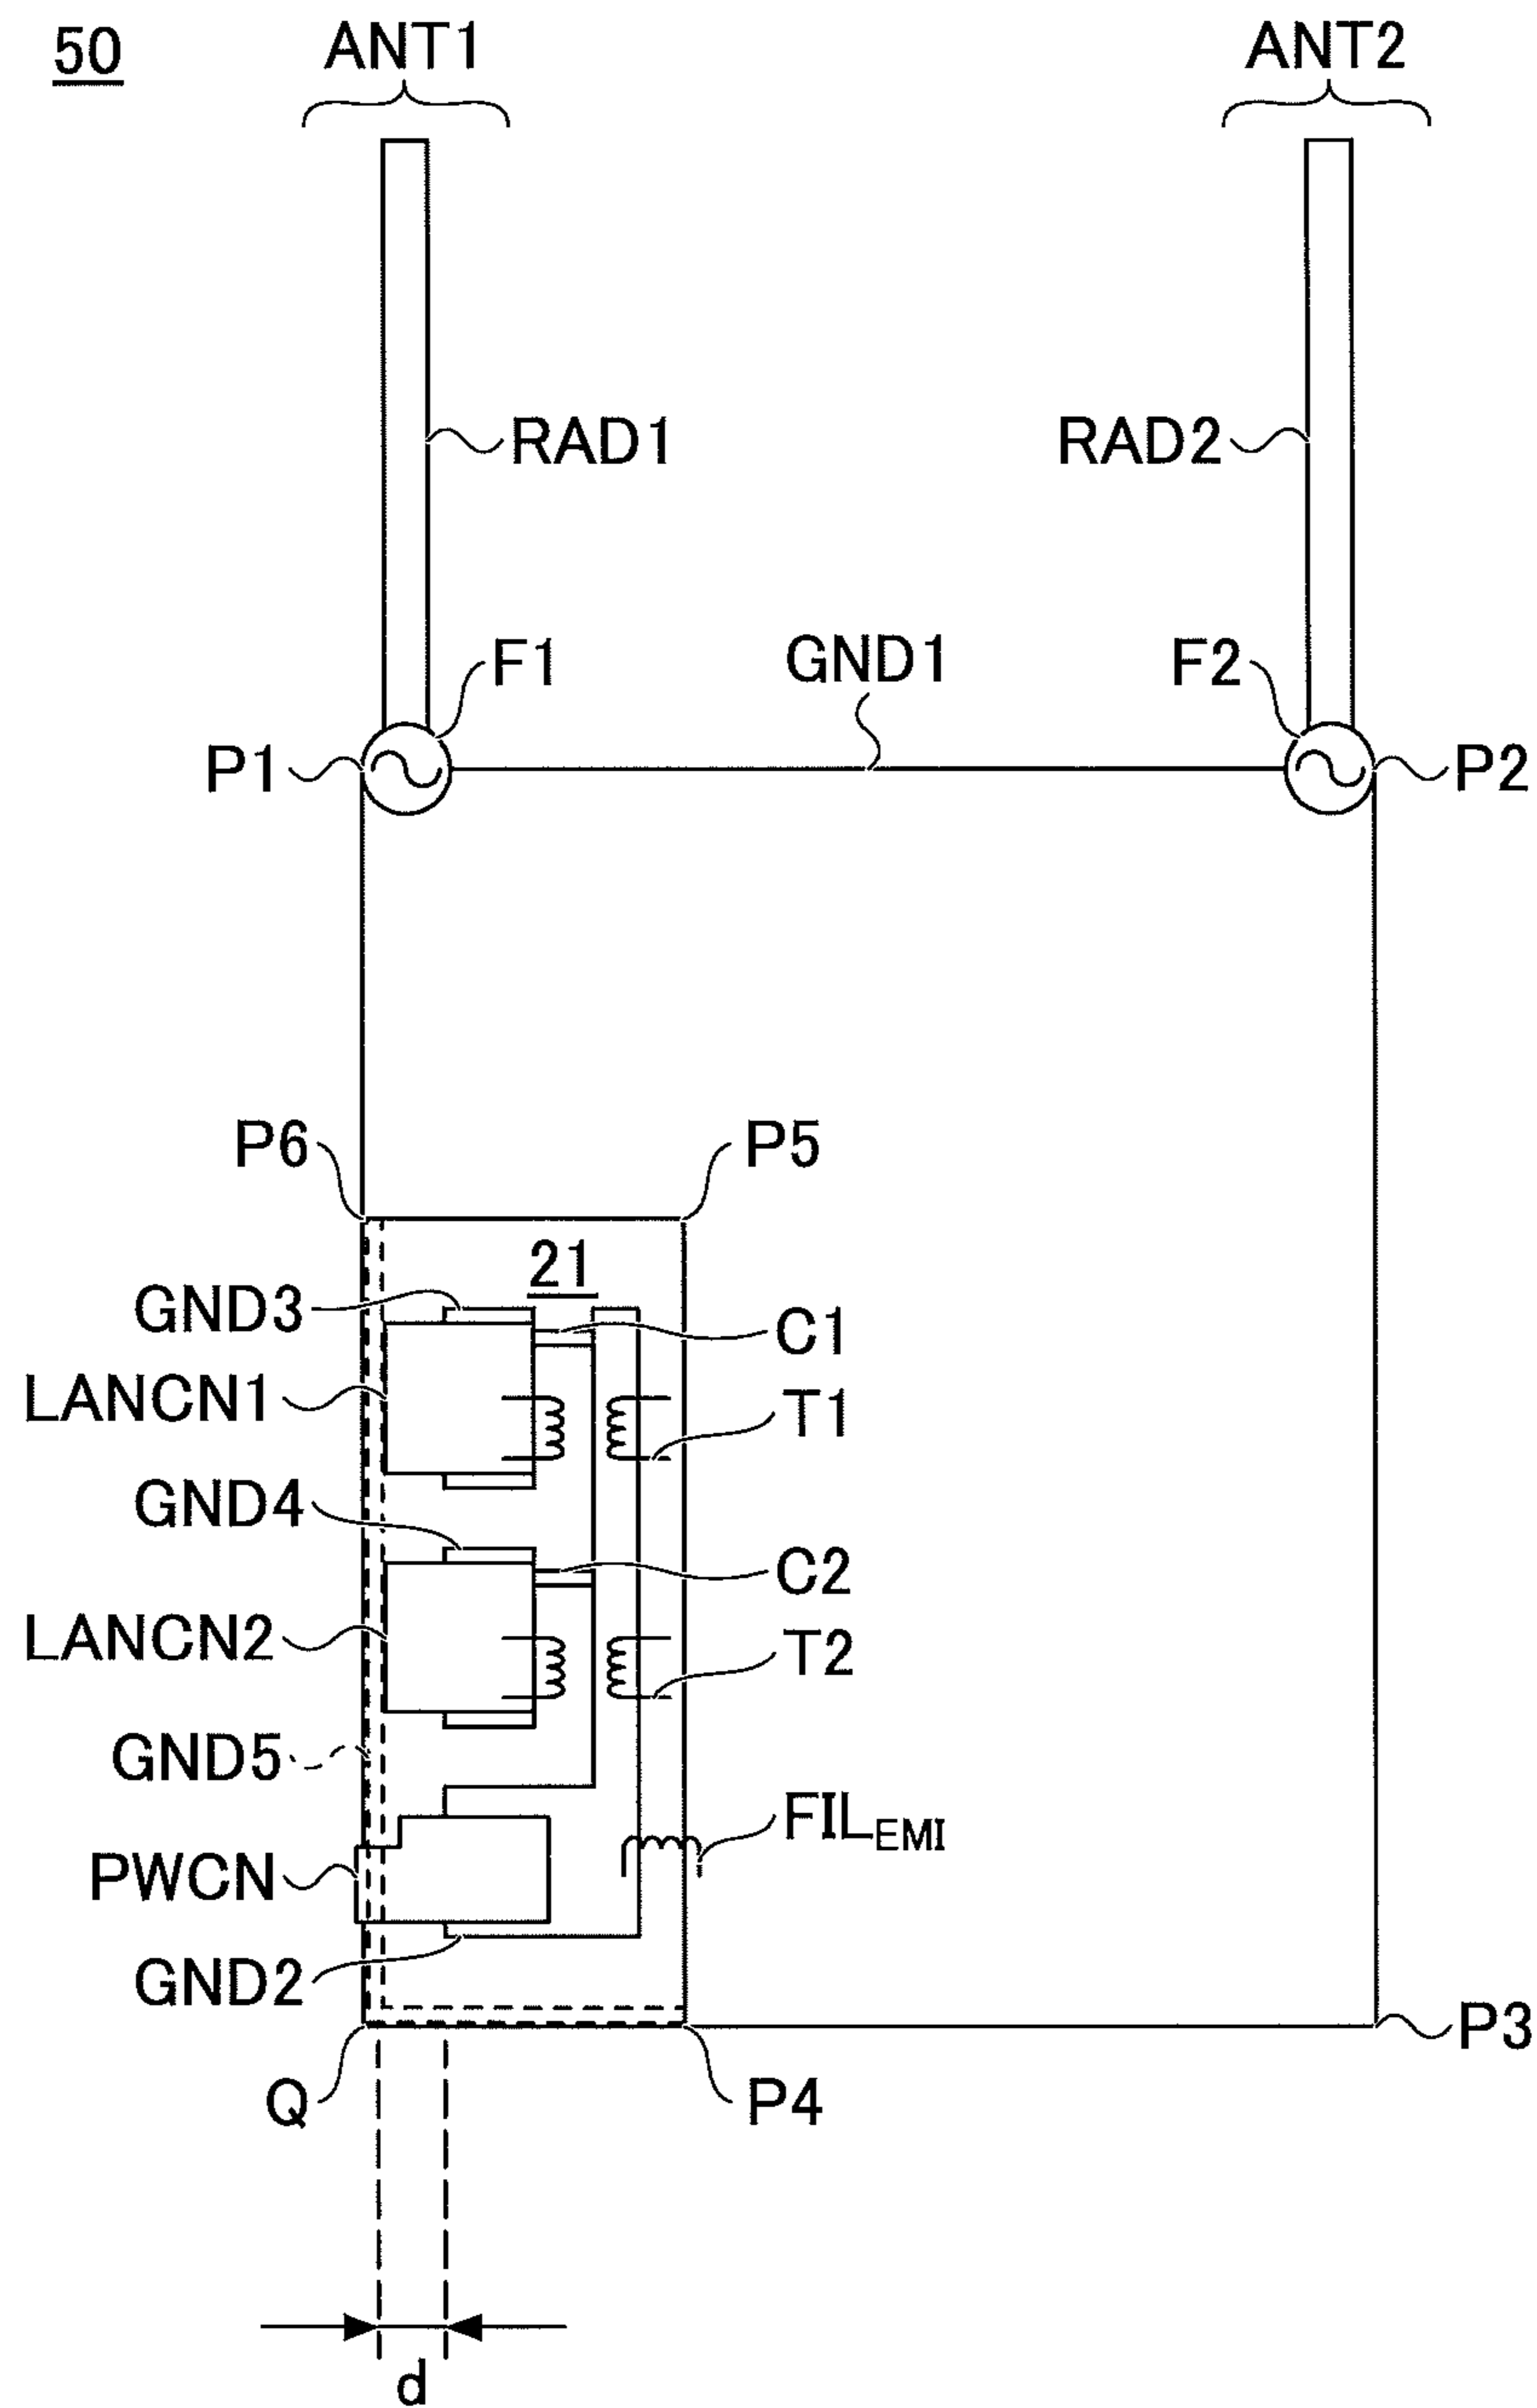 50
ANT1
ANT2
RAD1
RAD2
F1
GND1
F2
P1
P2
P6
P5
21
GND3
C1
LANCN1
T1
GND4
C2
LANCN2
T2
GND5
FILEMI
PWCN
GND2
P3
Q
P4
d